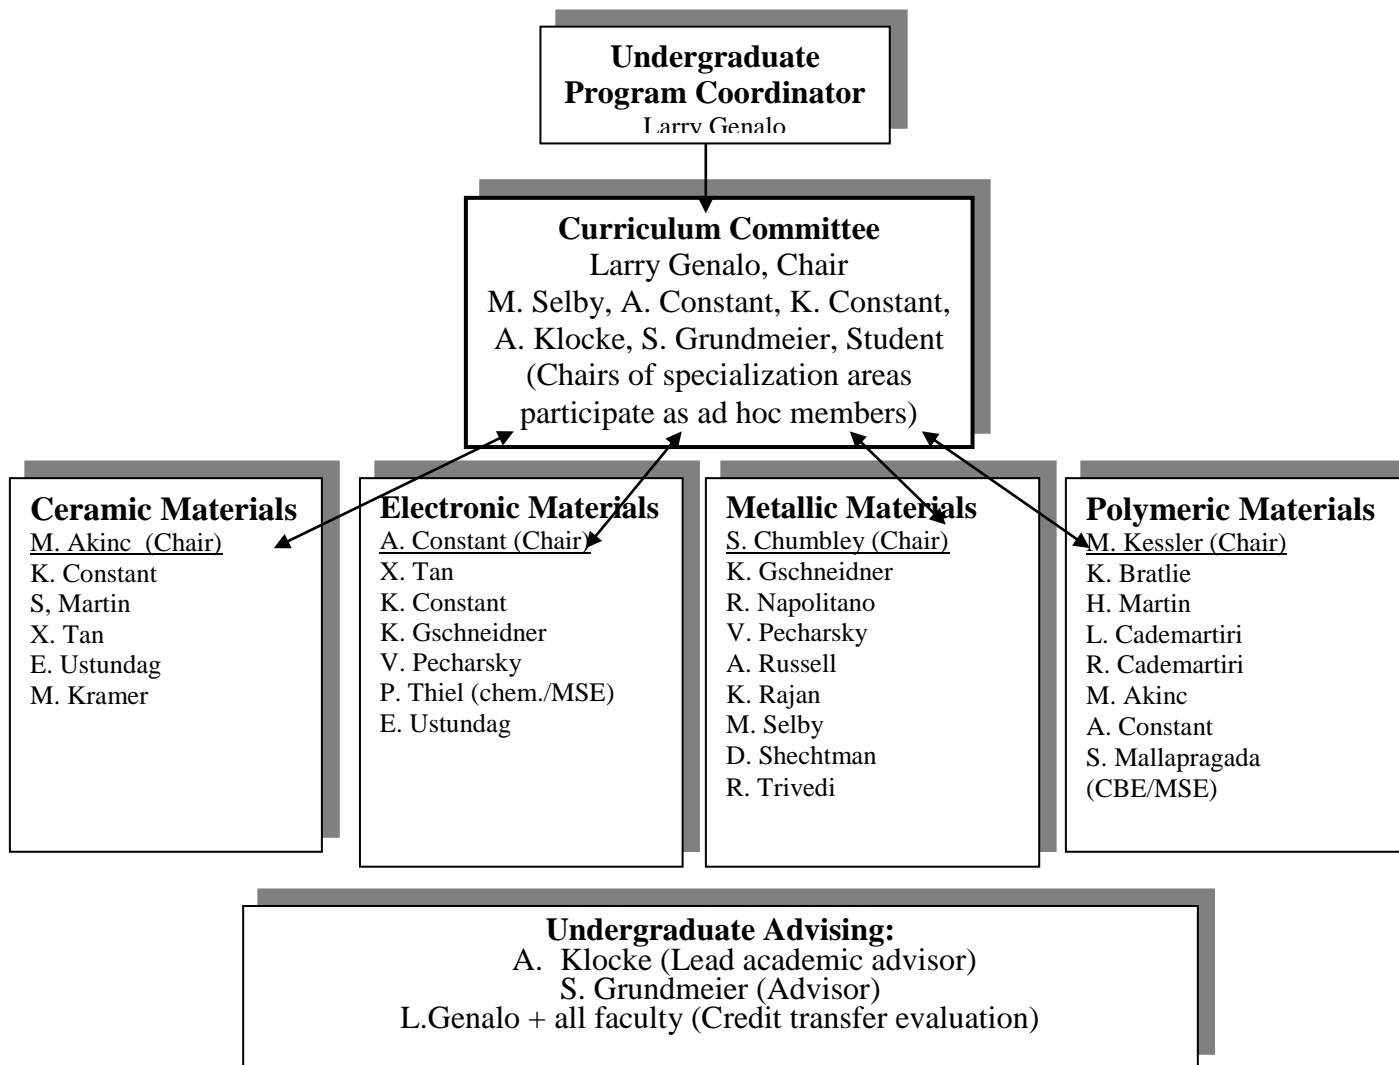 Undergraduate
Program Coordinator
Larry Genalo
Curriculum Committee
Larry Genalo, Chair
M. Selby, A. Constant, K. Constant,
A. Klocke, S. Grundmeier, Student
(Chairs of specialization areas
participate as ad hoc members)
Ceramic Materials
M. Akinc  (Chair)
K. Constant
S, Martin
X. Tan
E. Ustundag
M. Kramer
Electronic Materials
A. Constant (Chair)
X. Tan
K. Constant
K. Gschneidner
V. Pecharsky
P. Thiel (chem./MSE)
E. Ustundag
Metallic Materials
S. Chumbley (Chair)
K. Gschneidner
R. Napolitano
V. Pecharsky
A. Russell
K. Rajan
M. Selby
D. Shechtman
R. Trivedi
Polymeric Materials
M. Kessler (Chair)
K. Bratlie
H. Martin
L. Cademartiri
R. Cademartiri
M. Akinc
A. Constant
S. Mallapragada
(CBE/MSE)
Undergraduate Advising:
A.   Klocke (Lead academic advisor)
S. Grundmeier (Advisor)
L.Genalo + all faculty (Credit transfer evaluation)